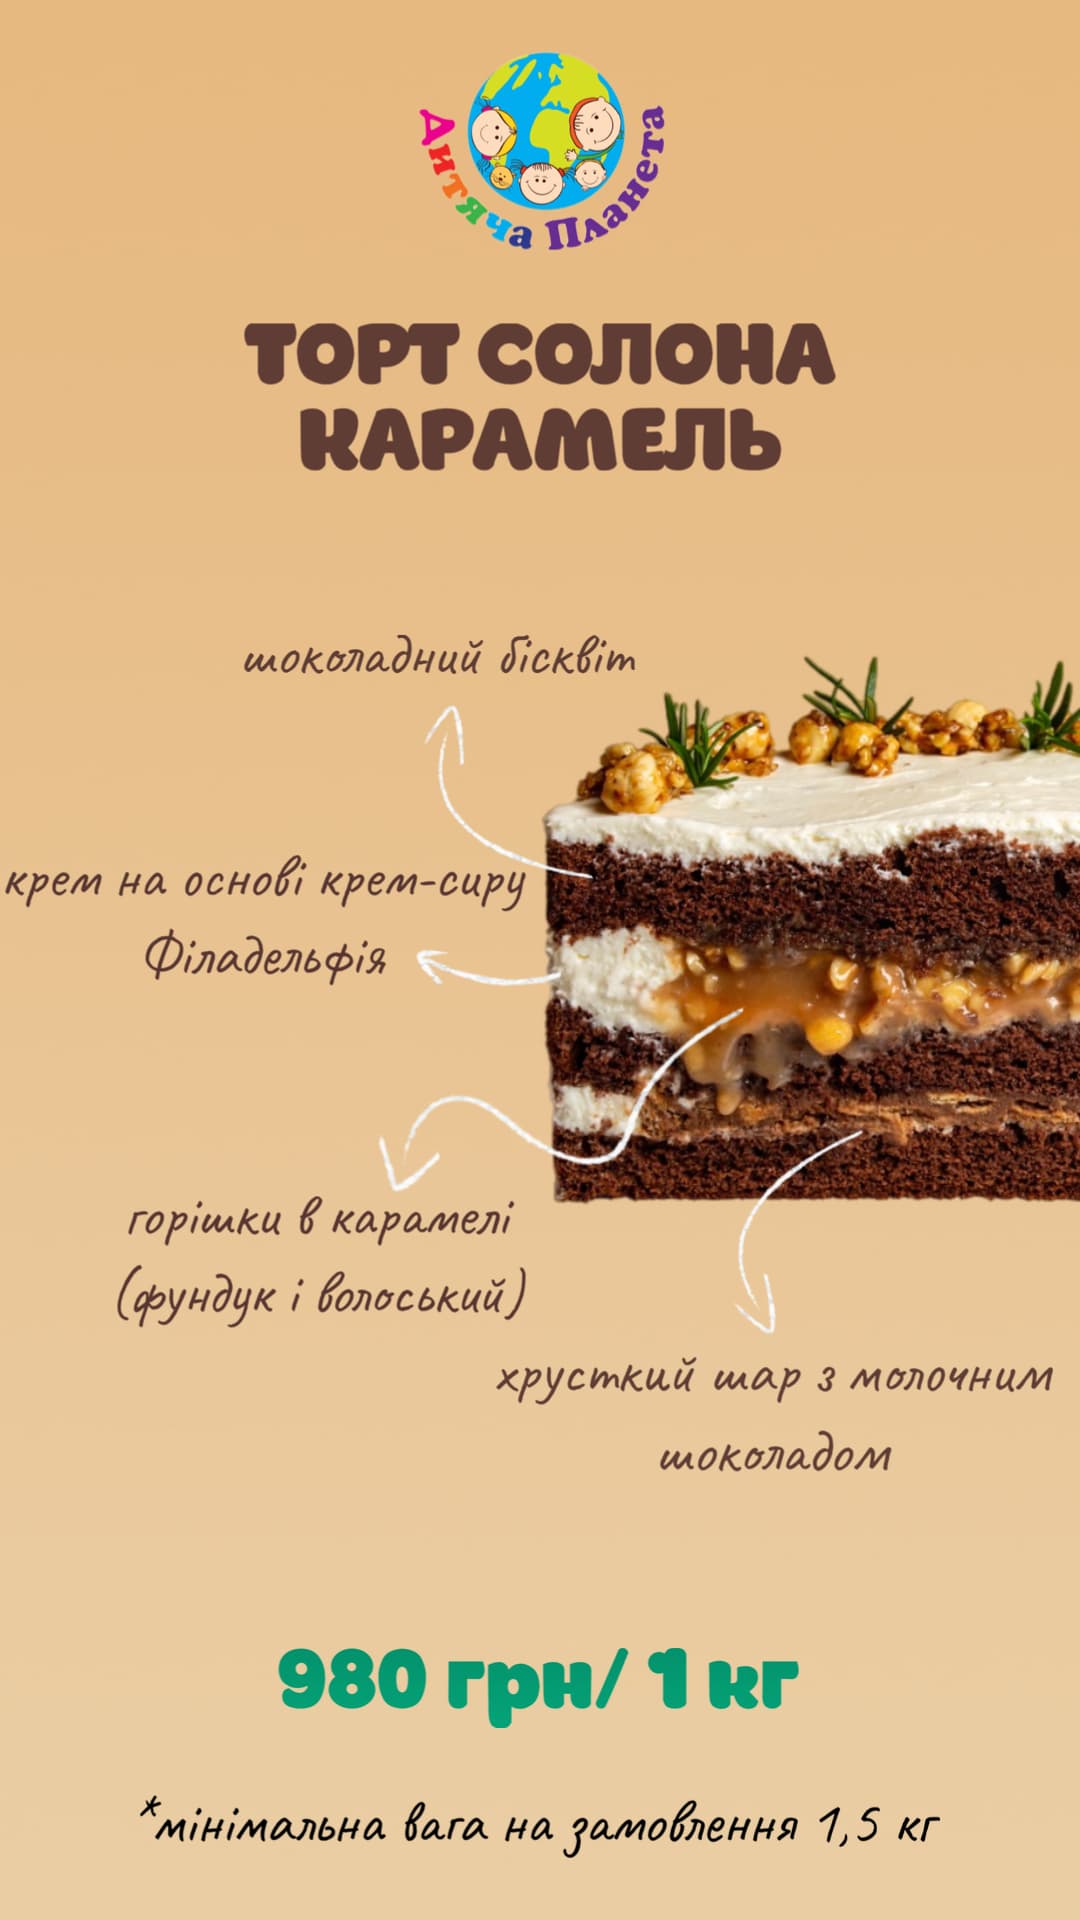 Дитяча Планета
ТОРТ СОЛОНА
КАРАМЕЛЬ
шоколадний бісквіт
крем на основі крем-сиру
Філадельфія
горішки в карамелі
(фундук і волоський)
хрусткий шар з молочним
шоколадом
980 грн/ 1 кг
*мінімальна вага на замовлення 1,5 кг